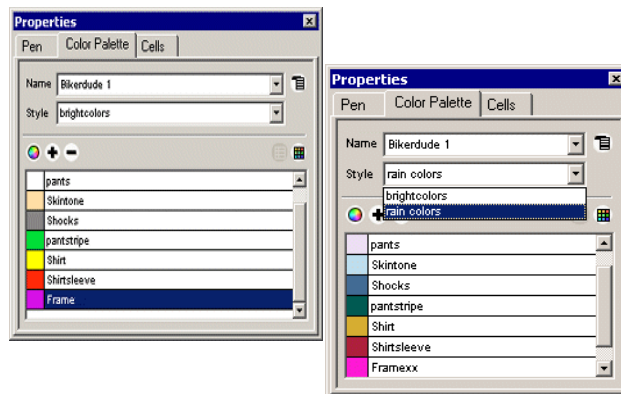 Properties
Pen Color Palette Cells
Name Bikerdude 1
Style brightcolors
pants
Skintone
Shocks
pantstripe
Shirt
Shirtsleeve
Frame
Properties
Pen Color Palette Cells
Name Bikerdude 1
Style rain colors
brightcolors
rain colors
pants
Skintone
Shocks
pantstripe
Shirt
Shirtsleeve
Framexx